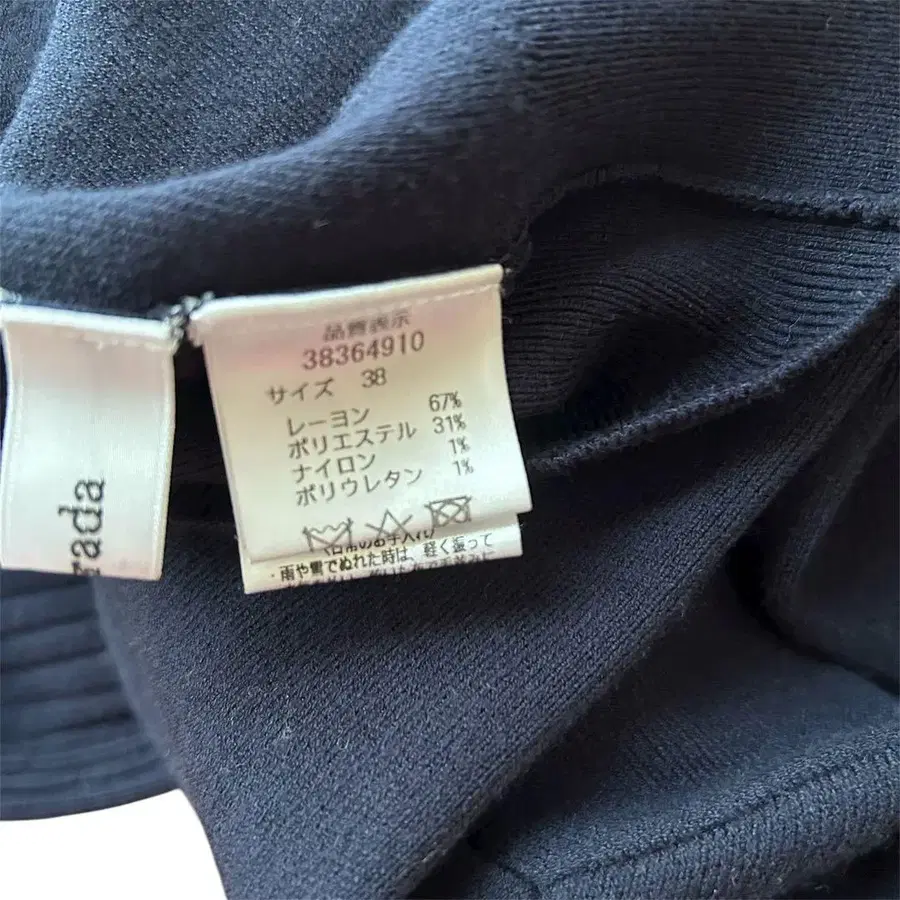 品質表示
38364910
サイズ 38
レーヨン 67%
ポリエステル 31%
ナイロン 1%
ポリウレタン 1%
・雨や雪でぬれた時は、軽く振って
rada